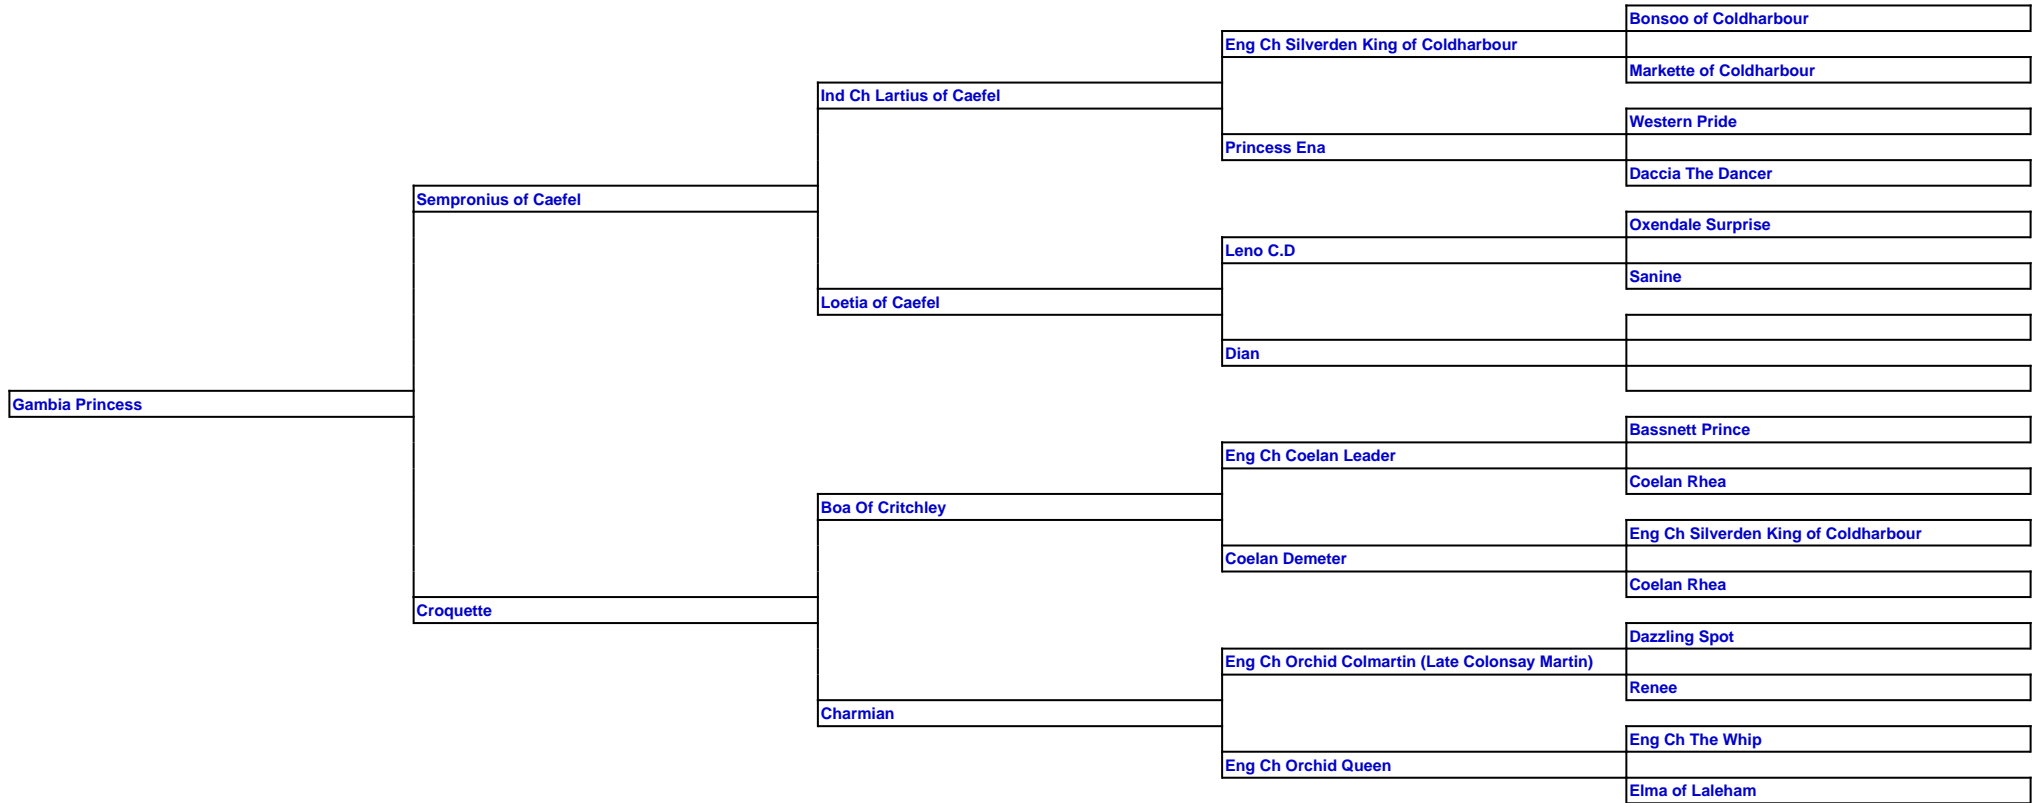 Bonsoo of Coldharbour
Eng Ch Silverden King of Coldharbour
Markette of Coldharbour
Ind Ch Lartius of Caefel
Western Pride
Princess Ena
Daccia The Dancer
Sempronius of Caefel
Oxendale Surprise
Leno C.D
Sanine
Loetia of Caefel
Dian
Gambia Princess
Bassnett Prince
Eng Ch Coelan Leader
Coelan Rhea
Boa Of Critchley
Eng Ch Silverden King of Coldharbour
Coelan Demeter
Coelan Rhea
Croquette
Dazzling Spot
Eng Ch Orchid Colmartin (Late Colonsay Martin)
Renee
Charmian
Eng Ch The Whip
Eng Ch Orchid Queen
Elma of Laleham